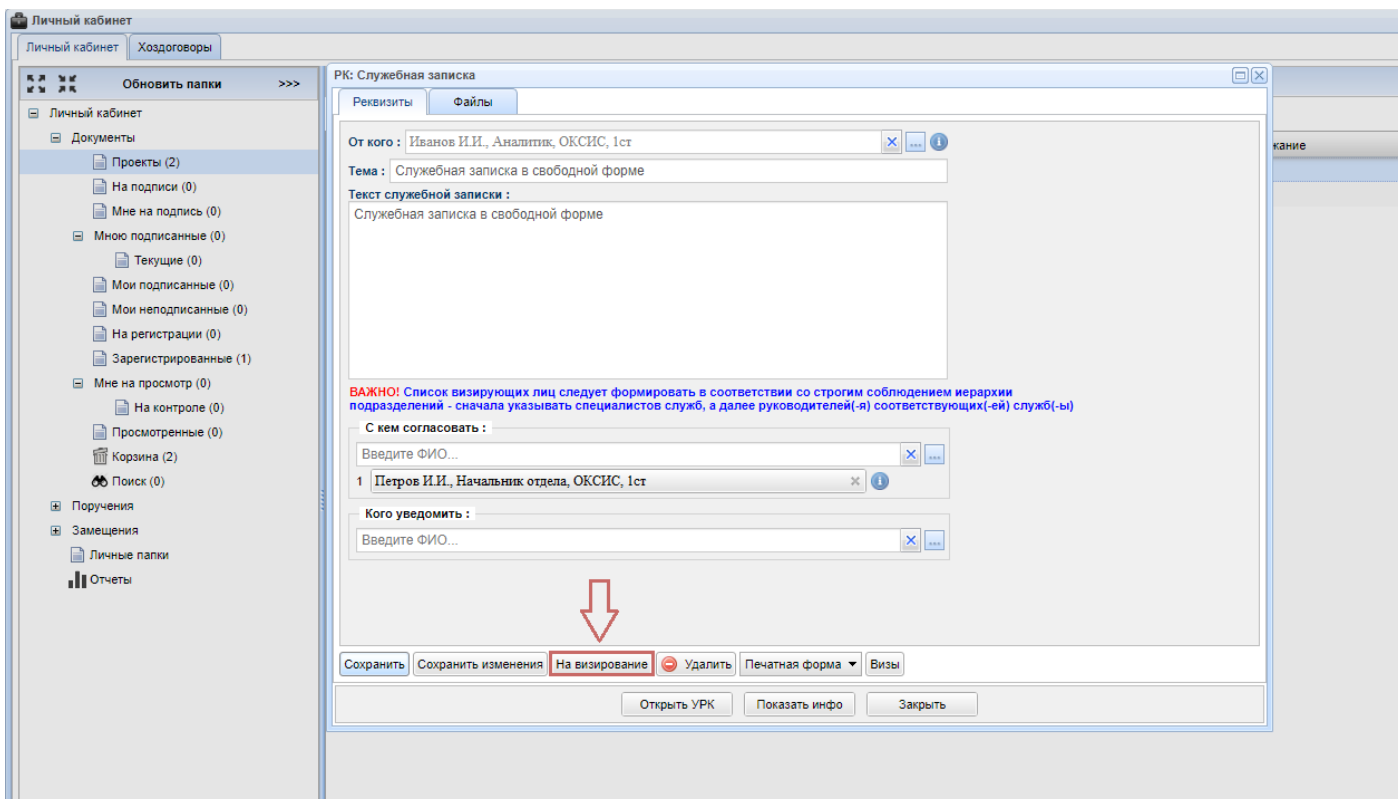 Личный кабинет
Личный кабинет
Хоздоговоры
Обновить папки >>>
Личный кабинет
Документы
Проекты (2)
На подписи (0)
Мне на подпись (0)
Мною подписанные (0)
Текущие (0)
Мои подписанные (0)
Мои неподписанные (0)
На регистрации (0)
Зарегистрированные (1)
Мне на просмотр (0)
На контроле (0)
Просмотренные (0)
Корзина (2)
Поиск (0)
Поручения
Замещения
Личные папки
Отчеты
РК: Служебная записка
Реквизиты
Файлы
жание
От кого : Иванов И.И., Аналитик, ОКСИС, 1ст
Тема : Служебная записка в свободной форме
Текст служебной записки :
Служебная записка в свободной форме
ВАЖНО! Список визирующих лиц следует формировать в соответствии со строгим соблюдением иерархии
подразделений - сначала указывать специалистов служб, а далее руководителей(-я) соответствующих(-ей) служб(-ы)
С кем согласовать :
Введите ФИО...
1 Петров И.И., Начальник отдела, ОКСИС, 1ст
Кого уведомить :
Введите ФИО...
Сохранить
Сохранить изменения
На визирование
Удалить
Печатная форма
Визы
Открыть УРК
Показать инфо
Закрыть